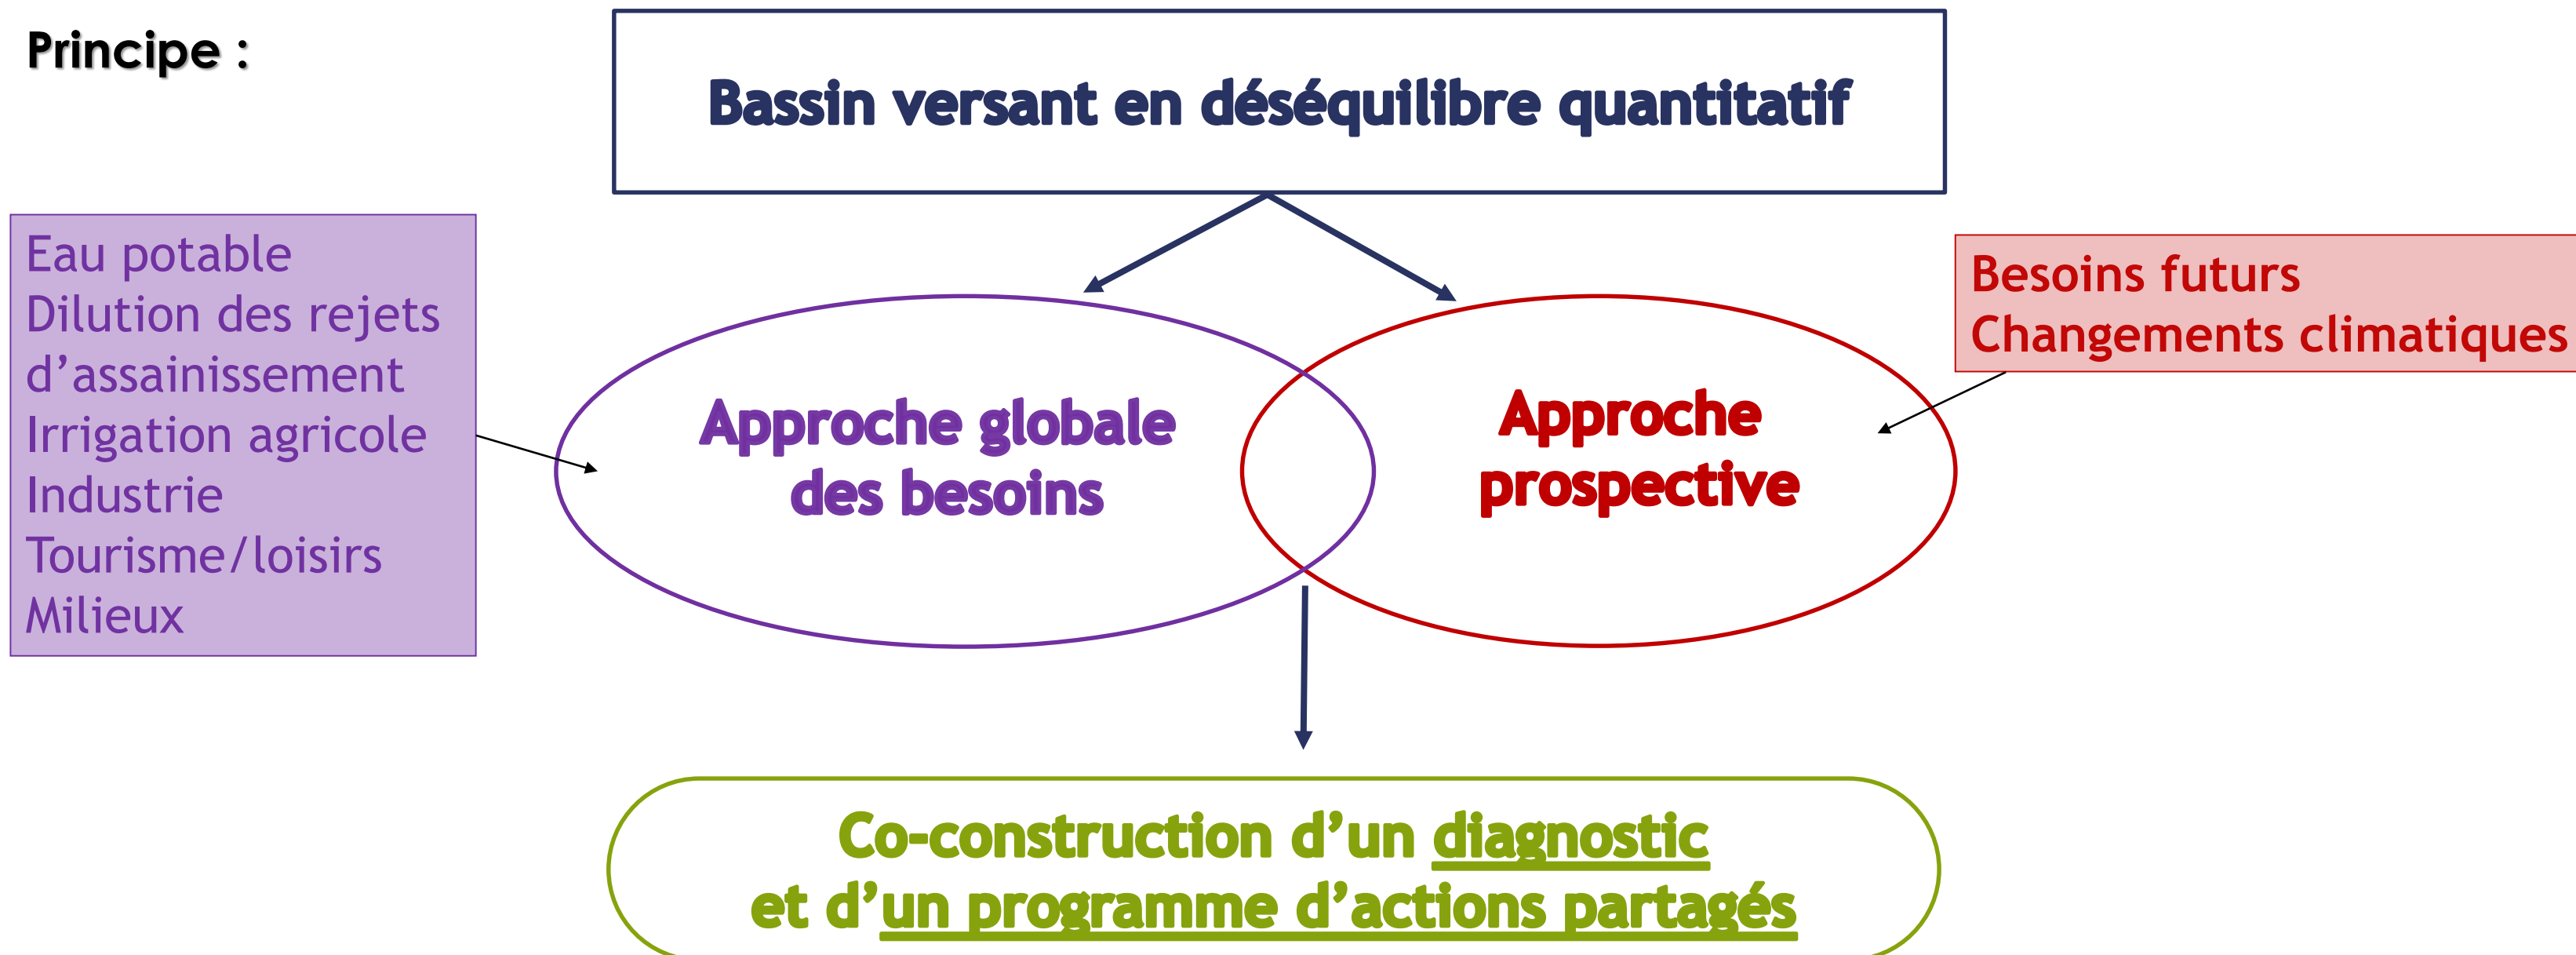 Principe :
Bassin versant en déséquilibre quantitatif
Eau potable
Dilution des rejets
d’assainissement
Irrigation agricole
Industrie
Tourisme/loisirs
Milieux
Besoins futurs
Changements climatiques
Approche globale
des besoins
Approche
prospective
Co-construction d’un diagnostic
et d’un programme d’actions partagés